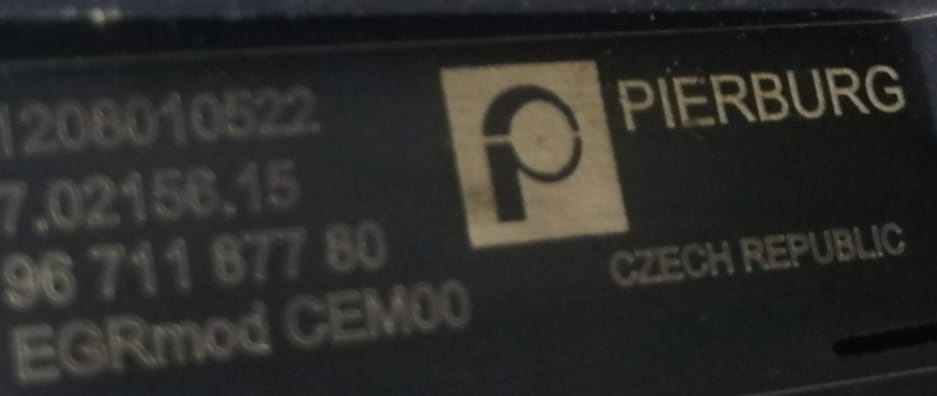 1208010522
7.02156.15
96 711 877 80
EGRmod CEM00
PIERBURG
CZECH REPUBLIC